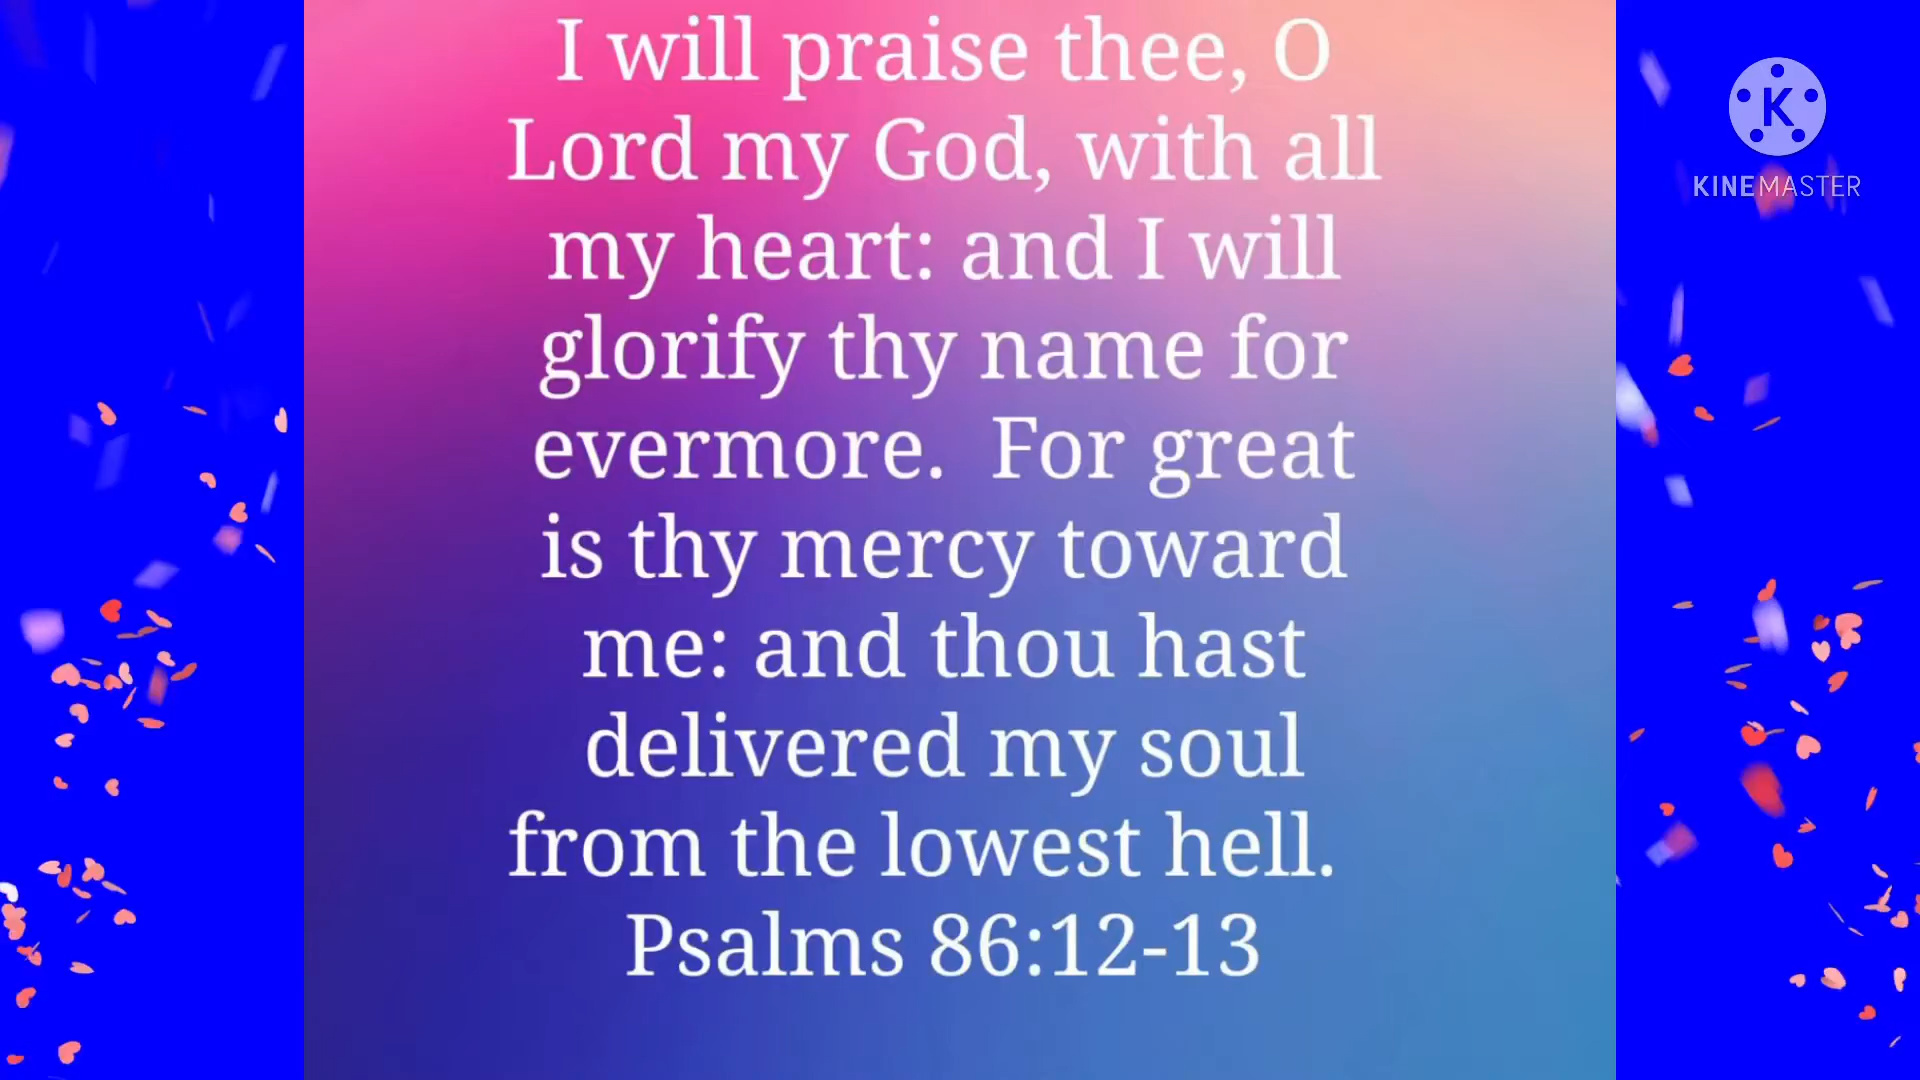 I will praise thee, O
Lord my God, with all
my heart: and I will
glorify thy name for
evermore.  For great
is thy mercy toward
me: and thou hast
delivered my soul
from the lowest hell.
Psalms 86:12-13
K
KINEMASTER